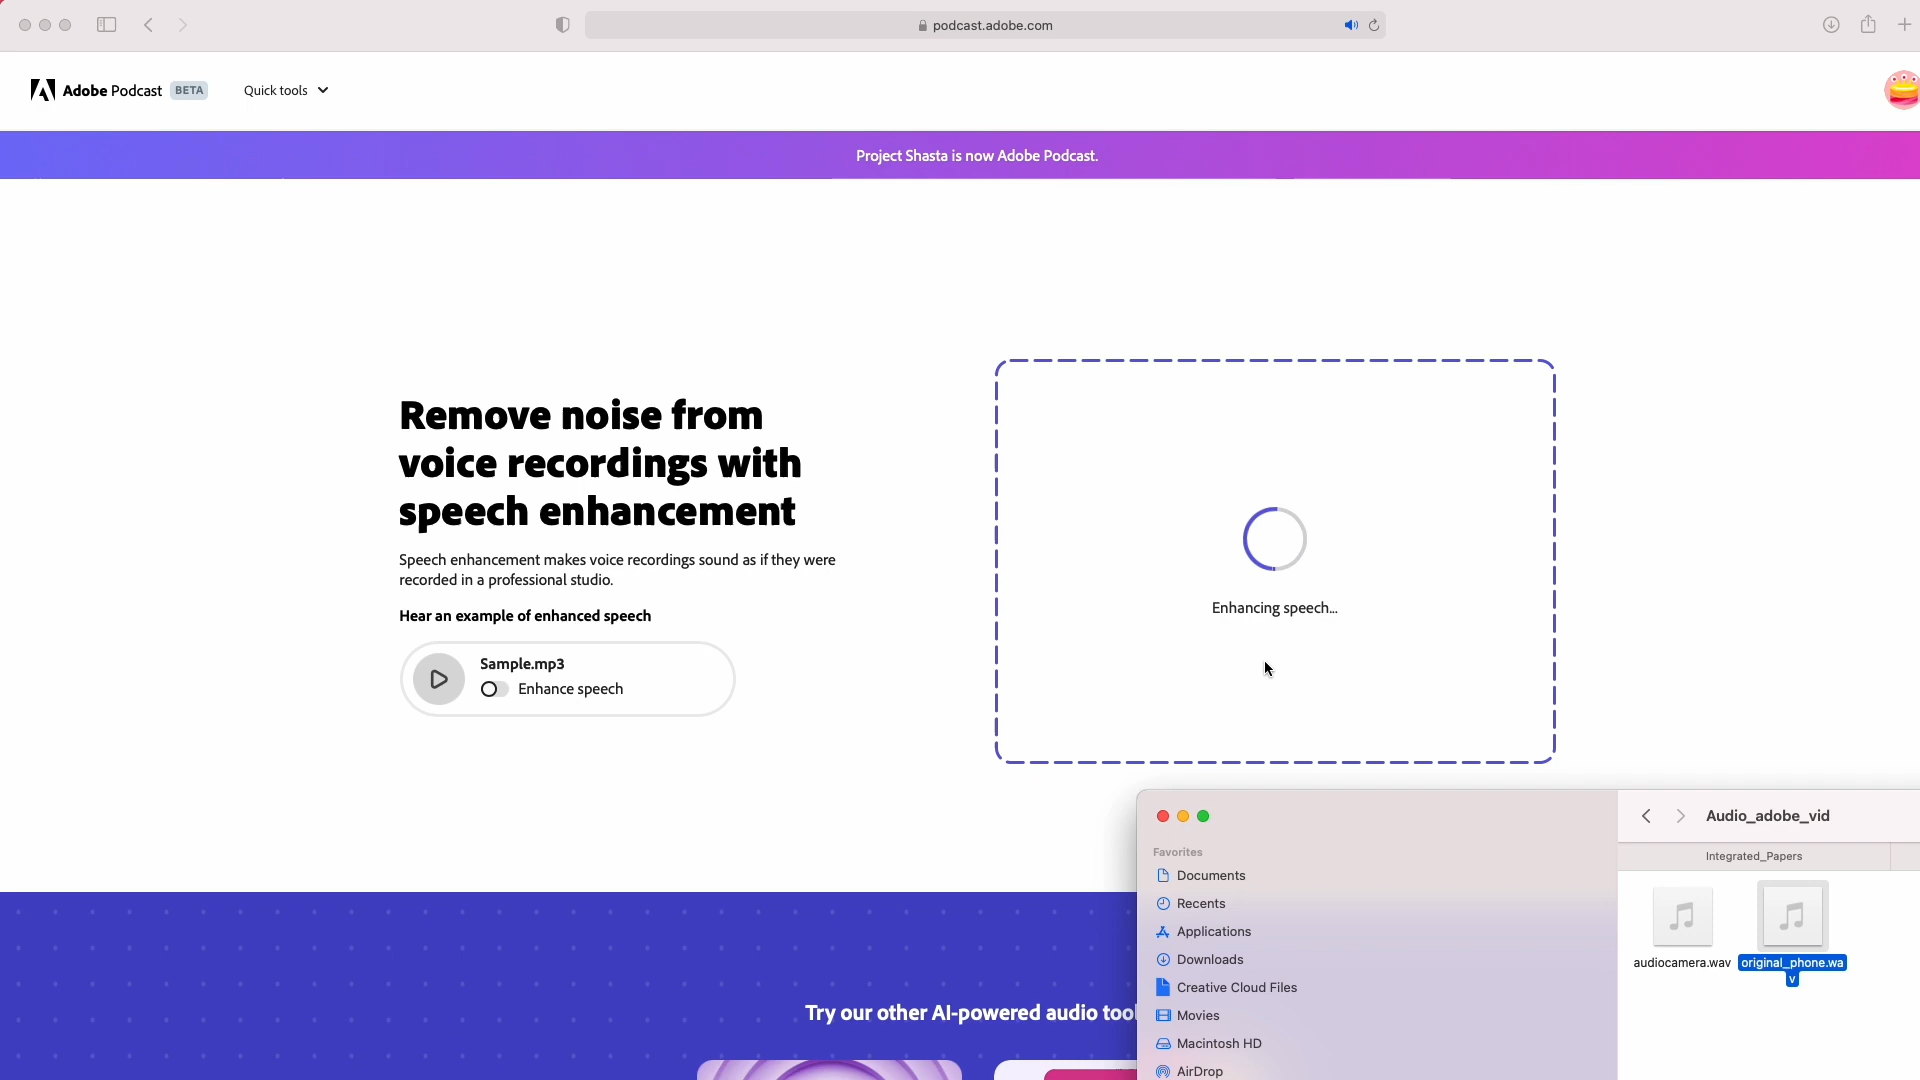 podcast.adobe.com
Adobe Podcast BETA Quick tools
Project Shasta is now Adobe Podcast.
Remove noise from
voice recordings with
speech enhancement
Speech enhancement makes voice recordings sound as if they were
recorded in a professional studio.
Hear an example of enhanced speech
Sample.mp3
Enhance speech
Enhancing speech...
Try our other AI-powered audio tool
Favorites
Documents
Recents
Applications
Downloads
Creative Cloud Files
Movies
Macintosh HD
AirDrop
Audio_adobe_vid
Integrated_Papers
audiocamera.wav
original_phone.wa
v